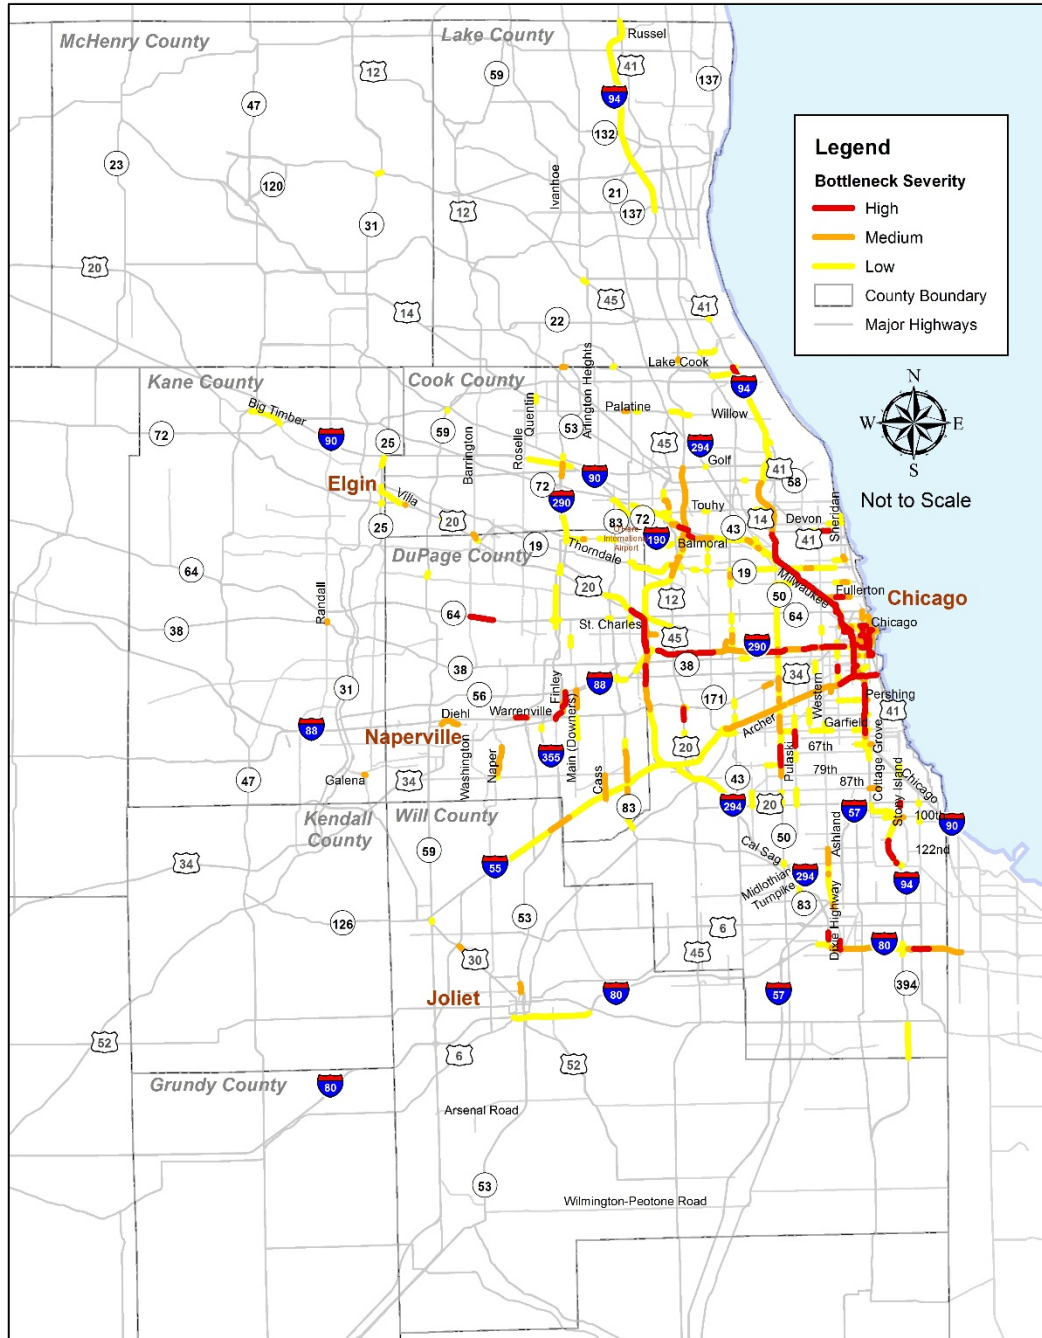 McHenry County
Lake County
Russel
12
59
41
137
94
47
132
23
120
Ivanhoe
21
137
12
31
Legend
Bottleneck Severity
High
Medium
Low
County Boundary
Major Highways
20
45
41
14
22
Lake Cook
Kane County
Cook County
Arlington Heights
94
N
W
E
S
Not to Scale
Big Timber
Quentin
Palatine
Willow
72
90
25
59
53
45
294
Barrington
Roselle
Golf
41
58
Elgin
Villa
72
90
290
Touhy
Sheridan
25
20
83
72
O'Hare
International
Airport
190
43
14
Devon
41
Balmoral
DuPage County
19
Thorndale
64
20
12
19
Milwaukee
50
64
Fullerton
Chicago
Randall
38
64
St. Charles
45
Chicago
290
38
38
34
31
56
Finley
88
171
Western
Pershing
41
Diehl
Warrenville
Main (Downers)
Archer
Garfield
88
Naperville
355
20
67th
Cottage Grove
Washington
Naper
Cass
Pulaski
79th
87th
Stony Island
Chicago
47
Galena
34
43
83
294
20
57
100th
90
Kendall
County
Will County
59
50
Ashland
122nd
34
55
Cal Sag
294
94
Midlothian
Turnpike
83
126
53
6
Dixie Highway
45
80
30
Joliet
80
57
394
52
6
52
Grundy County
80
Arsenal Road
53
Wilmington-Peotone Road